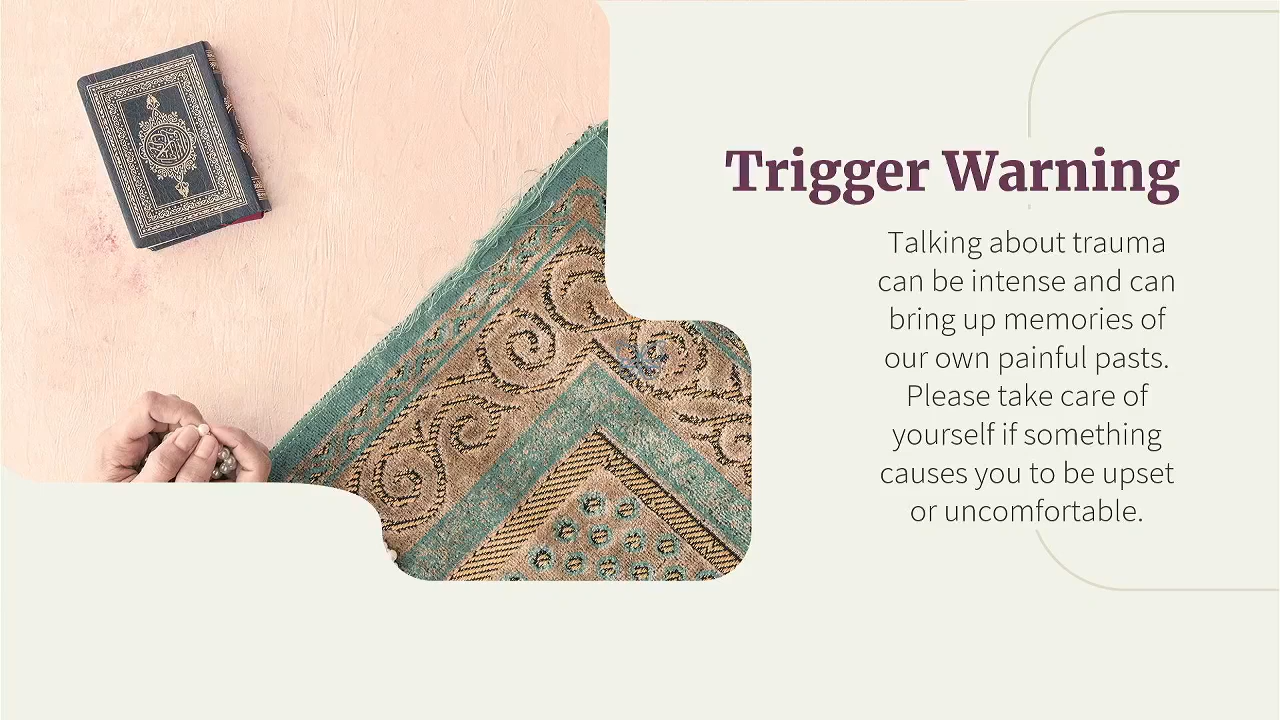 Trigger Warning
Talking about trauma
can be intense and can
bring up memories of
our own painful pasts.
Please take care of
yourself if something
causes you to be upset
or uncomfortable.